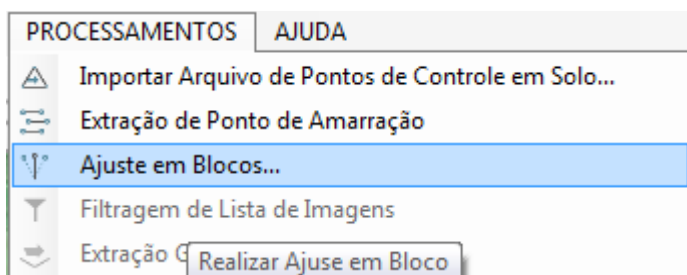 PROCESSAMENTOS AJUDA
Importar Arquivo de Pontos de Controle em Solo...
Extração de Ponto de Amarração
Ajuste em Blocos...
Filtragem de Lista de Imagens
Extração
Realizar Ajuse em Bloco